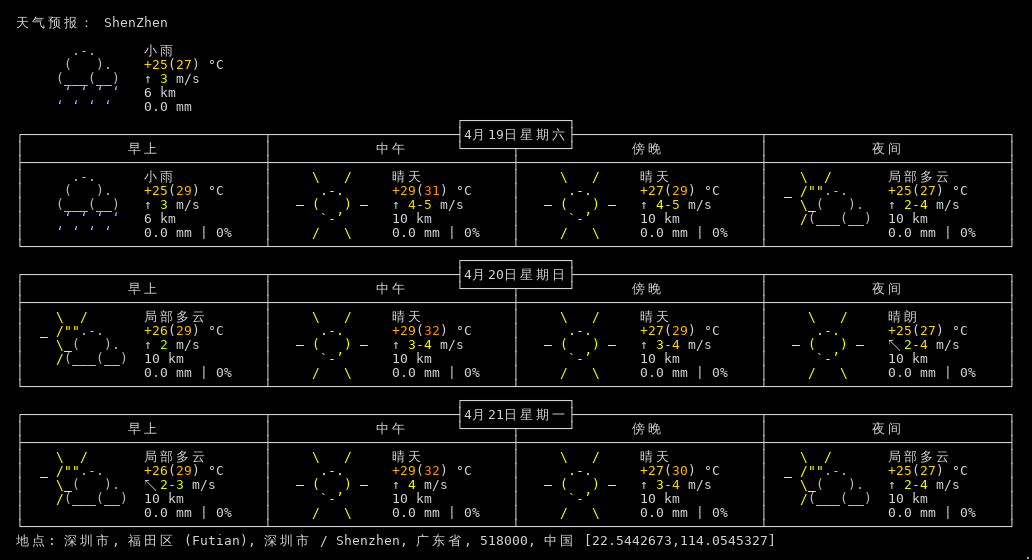 天气预报： ShenZhen
小雨
+25(27) °C
↑ 3 m/s
6 km
0.0 mm
4月19日星期六
早上 中午 傍晚 夜间
小雨 晴天 晴天 局部多云
+25(29) °C +29(31) °C +27(29) °C +25(27) °C
↑ 3 m/s ↑ 4-5 m/s ↑ 4-5 m/s ↑ 2-4 m/s
6 km 10 km 10 km 10 km
0.0 mm | 0% 0.0 mm | 0% 0.0 mm | 0% 0.0 mm | 0%
4月20日星期日
早上 中午 傍晚 夜间
局部多云 晴天 晴天 晴朗
+26(29) °C +29(32) °C +27(29) °C +25(27) °C
↑ 2 m/s ↑ 3-4 m/s ↑ 3-4 m/s ↖ 2-4 m/s
10 km 10 km 10 km 10 km
0.0 mm | 0% 0.0 mm | 0% 0.0 mm | 0% 0.0 mm | 0%
4月21日星期一
早上 中午 傍晚 夜间
局部多云 晴天 晴天 局部多云
+26(29) °C +29(32) °C +27(30) °C +25(27) °C
↖ 2-3 m/s ↑ 4 m/s ↑ 3-4 m/s ↑ 2-4 m/s
10 km 10 km 10 km 10 km
0.0 mm | 0% 0.0 mm | 0% 0.0 mm | 0% 0.0 mm | 0%
地点: 深圳市, 福田区 (Futian), 深圳市 / Shenzhen, 广东省, 518000, 中国 [22.5442673,114.0545327]